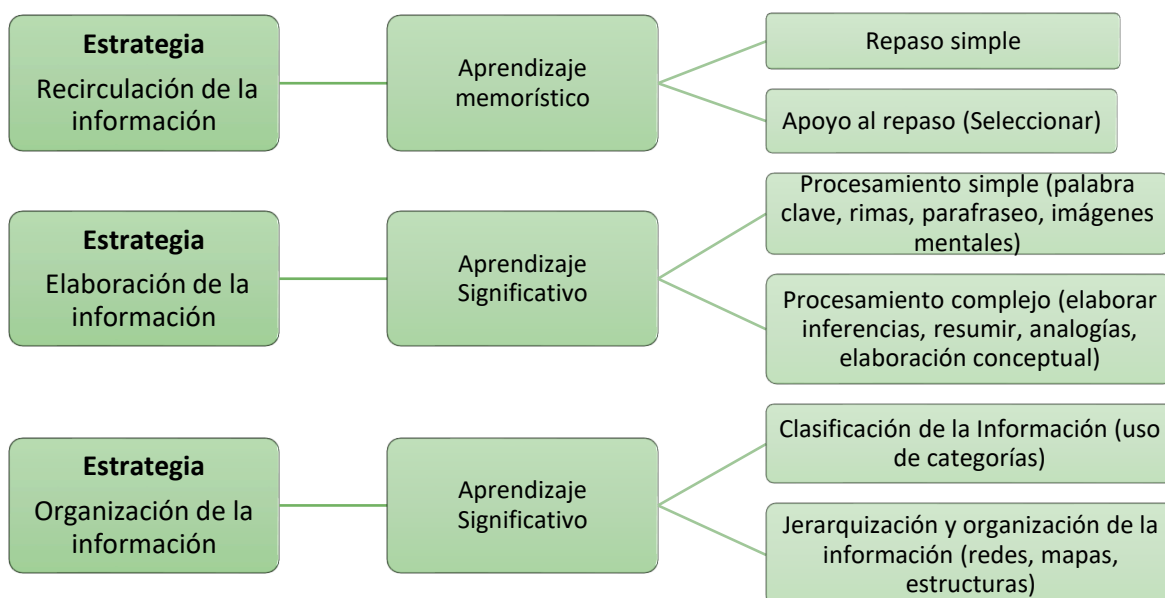 Estrategia
Recirculación de la
información
Aprendizaje
memorístico
Repaso simple
Apoyo al repaso (Seleccionar)
Estrategia
Elaboración de la
información
Aprendizaje
Significativo
Procesamiento simple (palabra
clave, rimas, parafraseo, imágenes
mentales)
Procesamiento complejo (elaborar
inferencias, resumir, analogías,
elaboración conceptual)
Estrategia
Organización de la
información
Aprendizaje
Significativo
Clasificación de la Información (uso
de categorías)
Jerarquización y organización de la
información (redes, mapas,
estructuras)